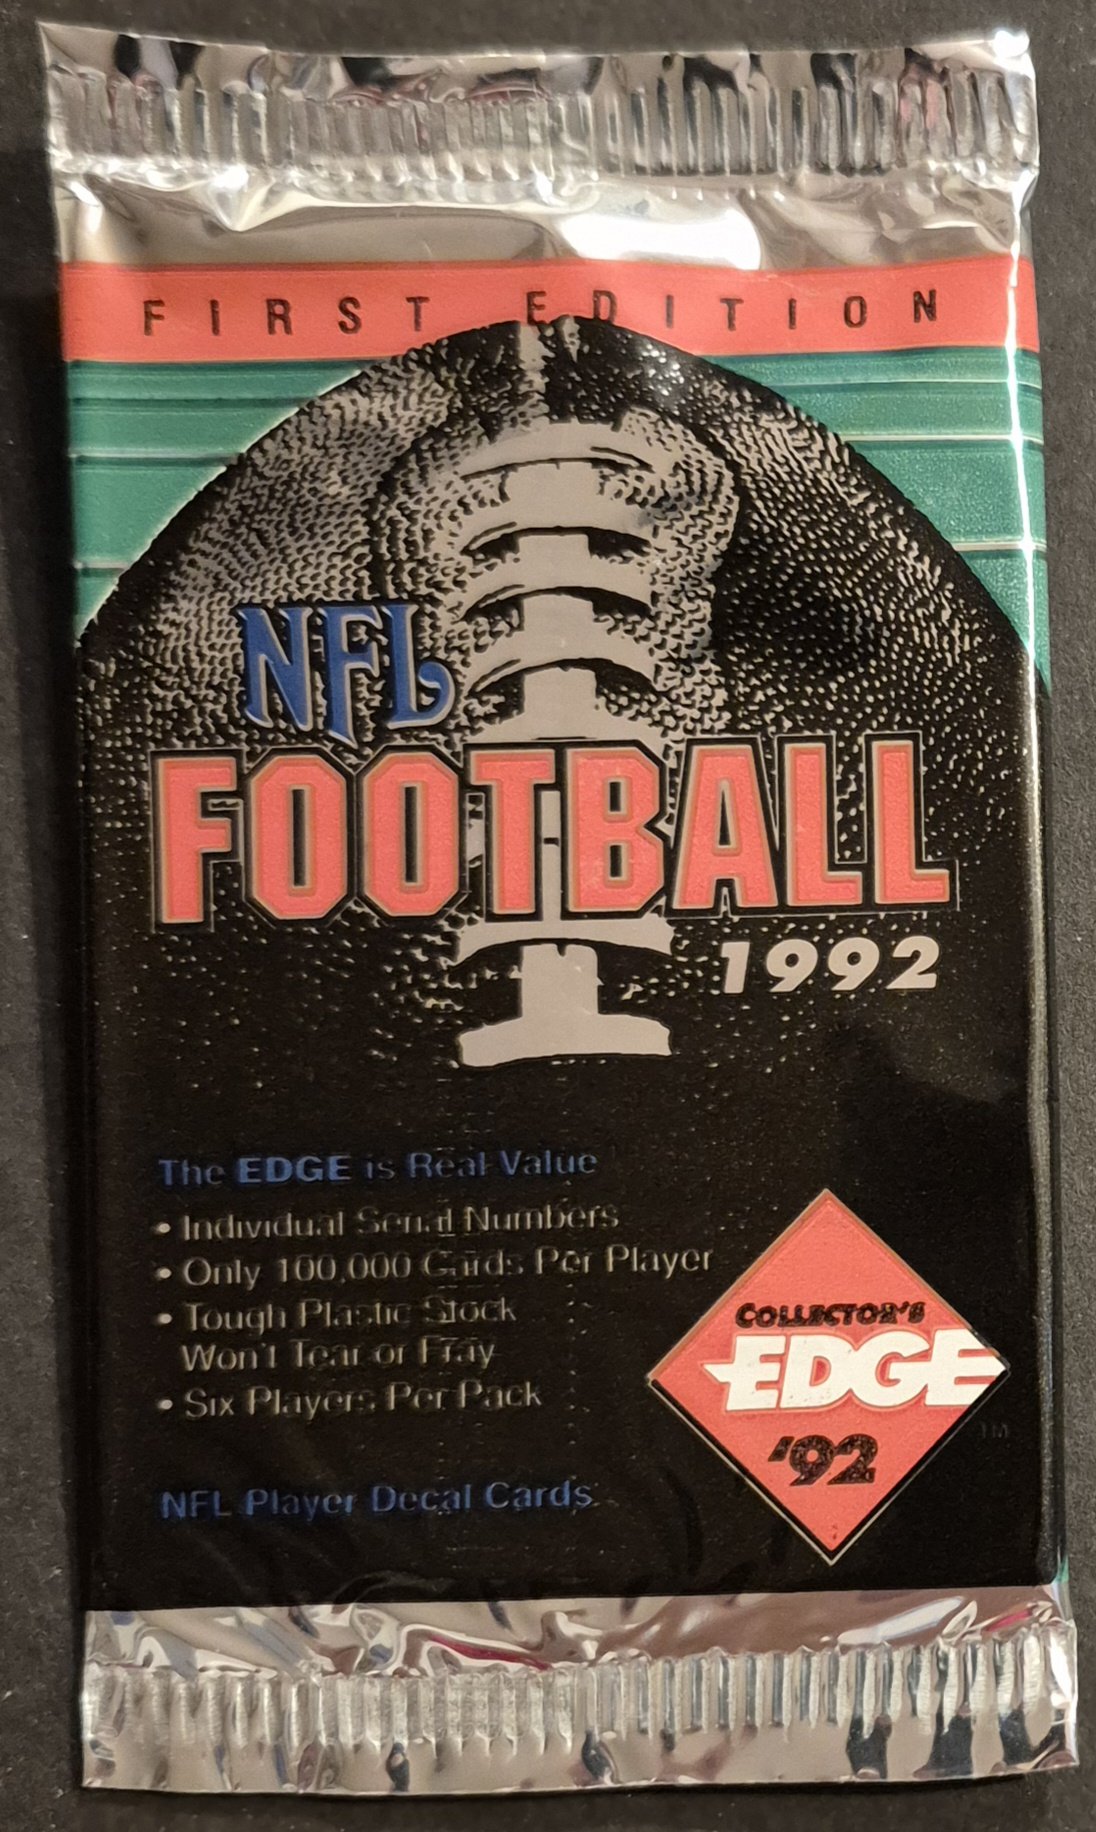 FIRST EDITION
NFL
FOOTBALL
1992
The EDGE is Real Value
• Individual Serial Numbers
• Only 100,000 Cards Per Player
• Tough Plastic Stock
Won't Tear or Fray
• Six Players Per Pack
NFL Player Decal Cards
COLLECTOR'S
EDGE
TM
'92